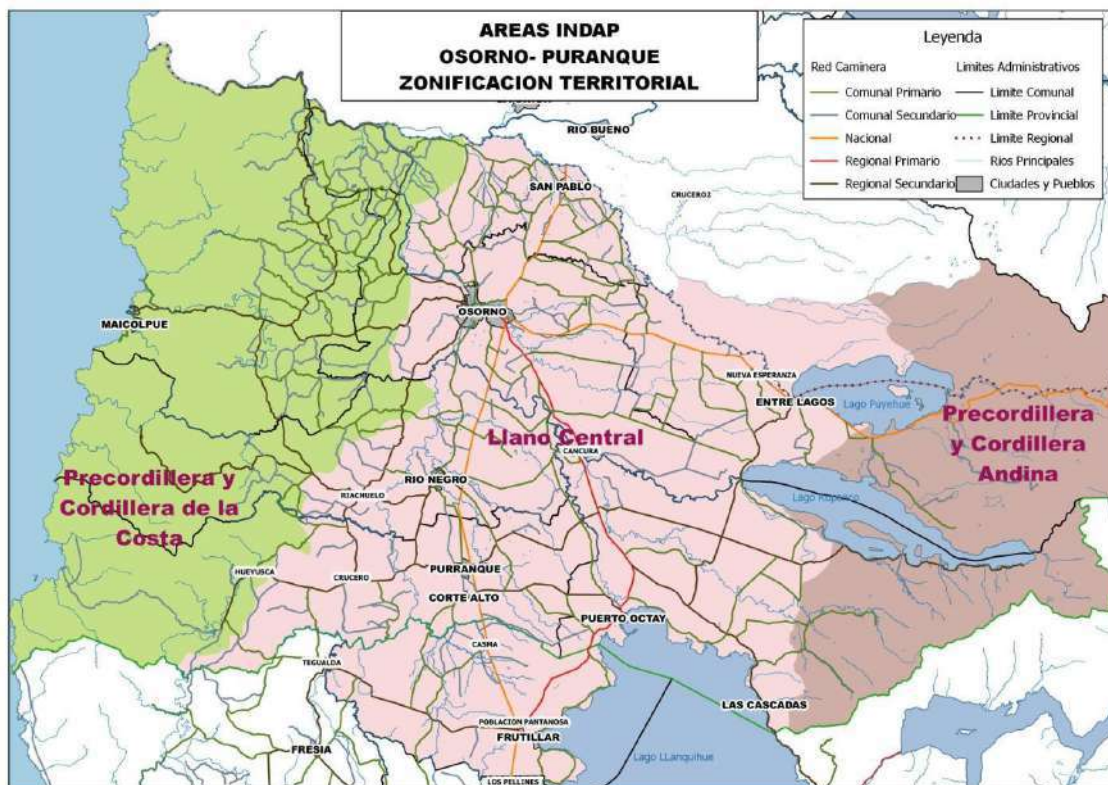 AREAS INDAP
OSORNO- PURANQUE
ZONIFICACION TERRITORIAL
Leyenda
Red Caminera
Comunal Primario
Comunal Secundario
Nacional
Regional Primario
Regional Secundario
Limites Administrativos
Limite Comunal
Limite Provincial
Limite Regional
Rios Principales
Ciudades y Pueblos
RIO BUENO
SAN PABLO
CRUCERO2
OSORNO
MAICOLPUE
NUEVA ESPERANZA
ENTRE LAGOS
Lago Puyehue
Precordillera
y Cordillera
Andina
Llano Central
CANCURA
Precordillera y
Cordillera de la
Costa
RIO NEGRO
RIACHUELO
Lago Rupanco
HUEYUSCA
CRUCERO
PURRANQUE
CORTE ALTO
PUERTO OCTAY
CASMA
TEGUALDA
LAS CASCADAS
POBLACION PANTANOSA
FRUTILLAR
FRESIA
Lago LLanquihue
LOS PELLINES